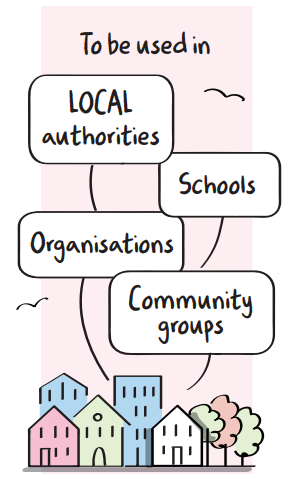 To be used in
LOCAL
authorities
Schools
Organisations
Community
groups